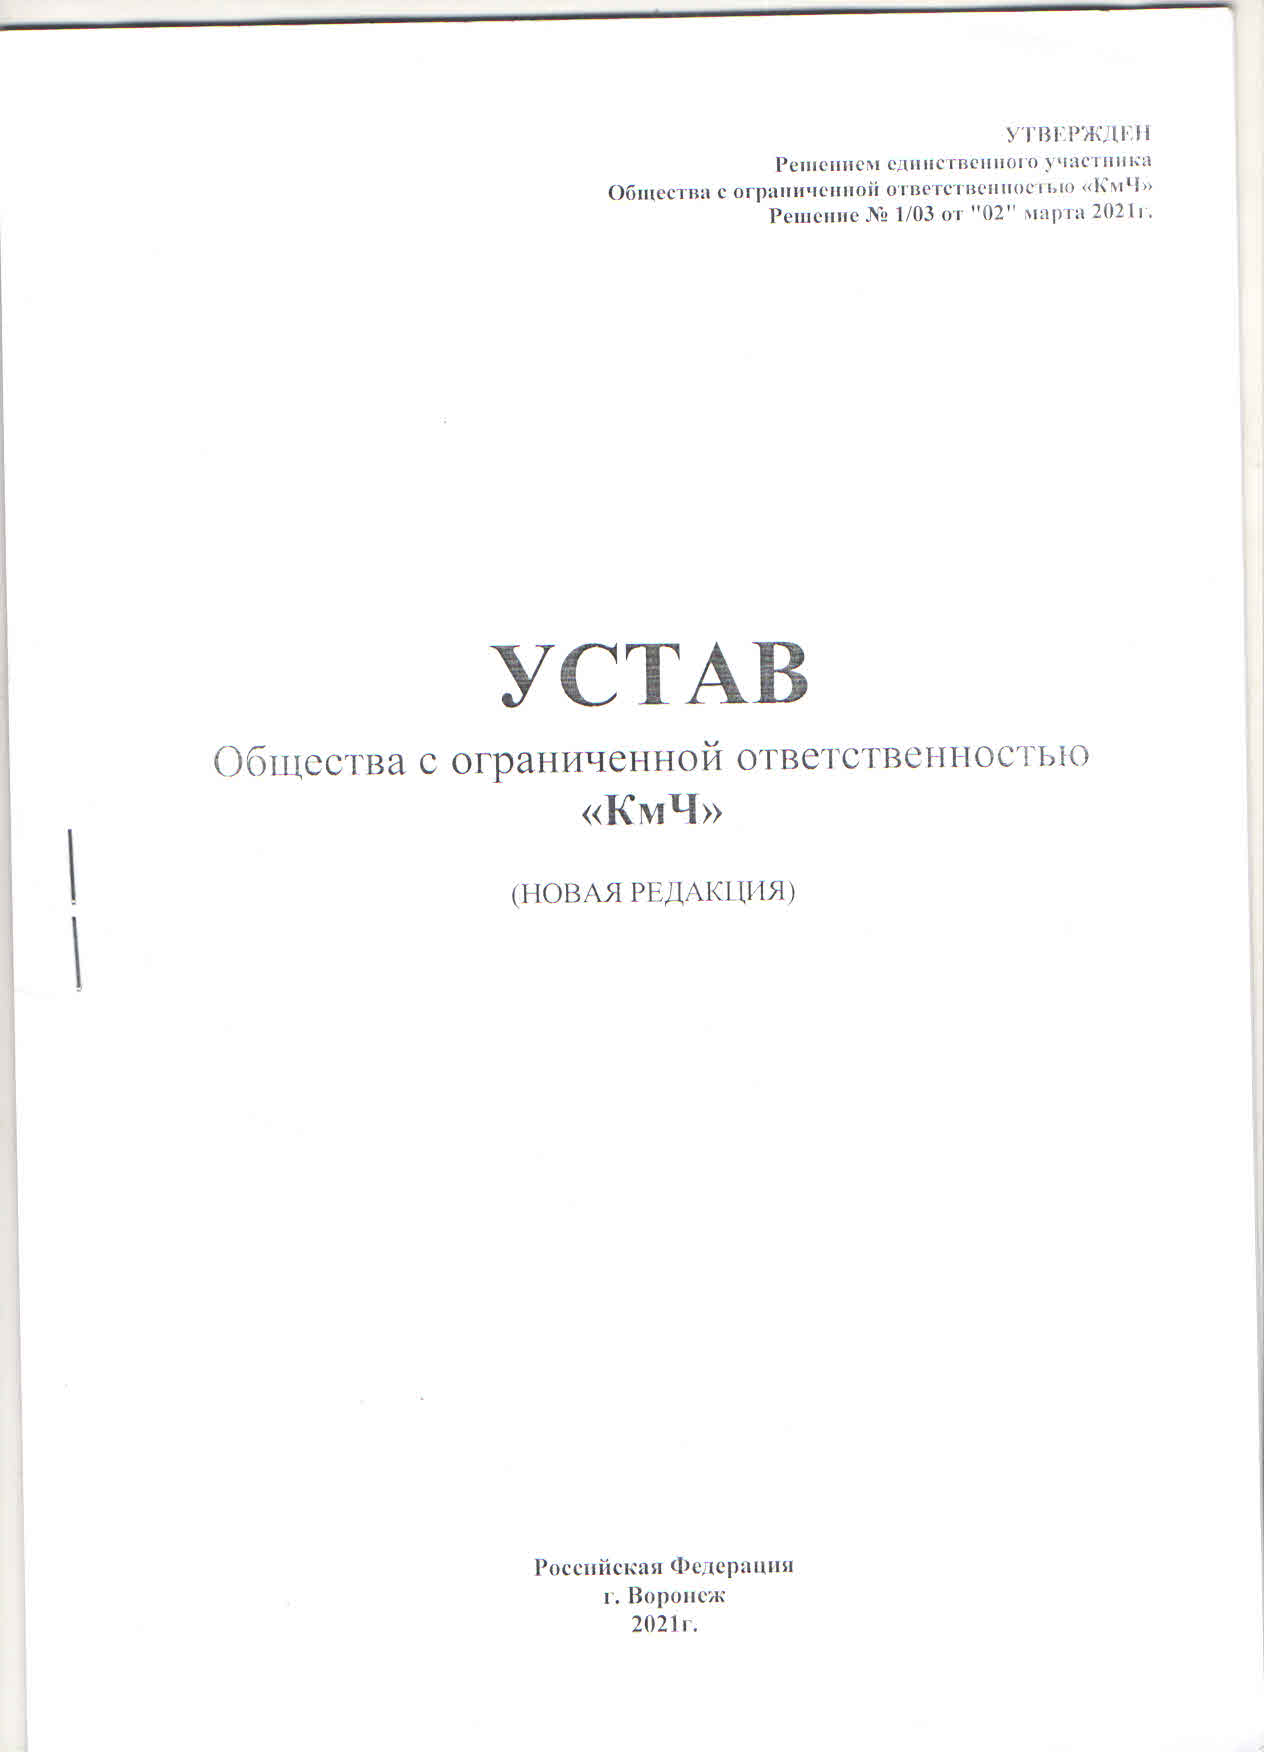 УТВЕРЖДЕН
Решением единственного участника
Общества с ограниченной ответственностью «КмЧ»
Решение № 1/03 от "02" марта 2021г.
УСТАВ
Общества с ограниченной ответственностью
«КмЧ»
(НОВАЯ РЕДАКЦИЯ)
Российская Федерация
г. Воронеж
2021г.